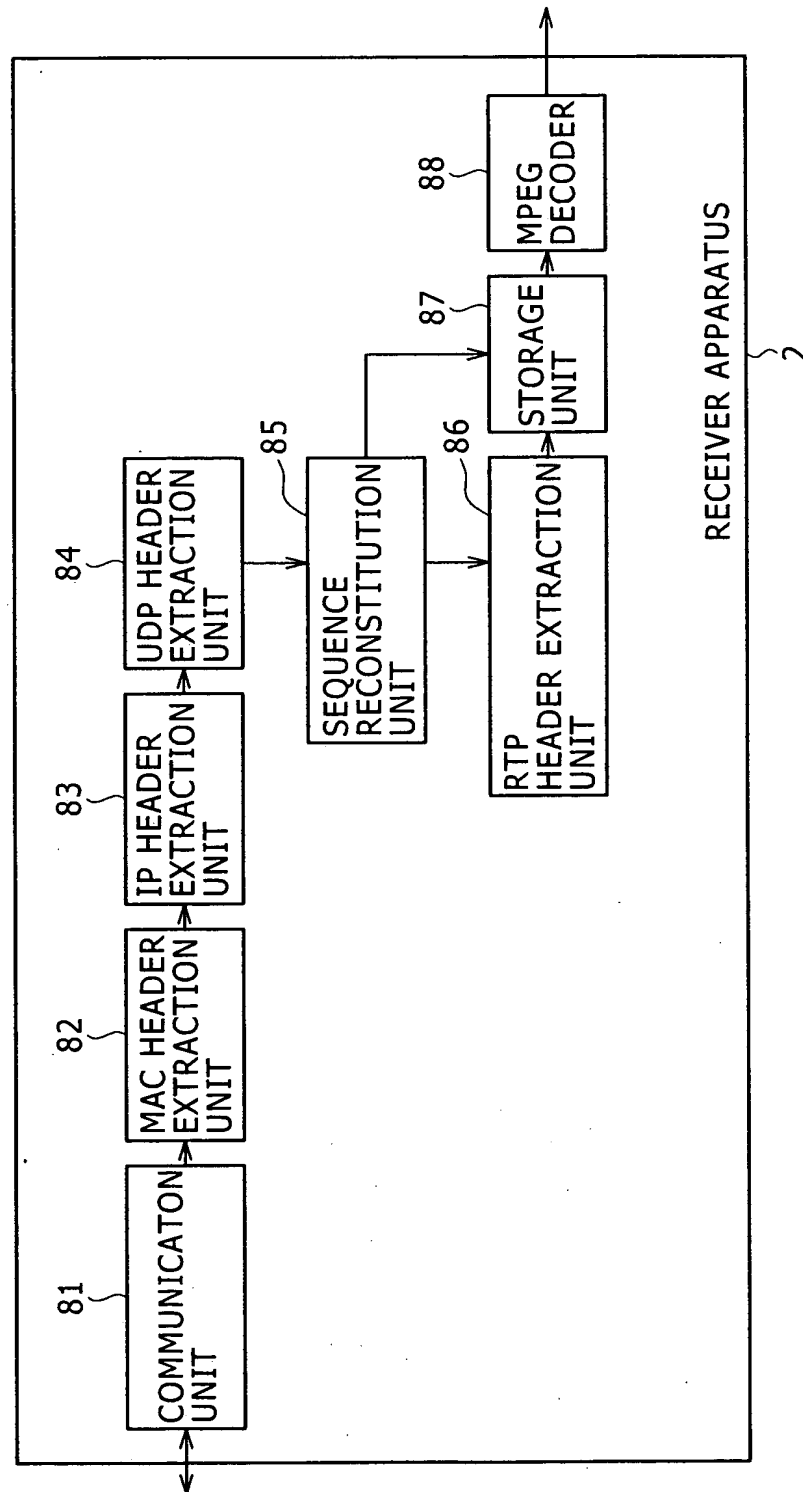 81
COMMUNICATON
UNIT
82
MAC HEADER
EXTRACTION
UNIT
83
IP HEADER
EXTRACTION
UNIT
84
UDP HEADER
EXTRACTION
UNIT
85
SEQUENCE
RECONSTITUTION
UNIT
86
RTP
HEADER EXTRACTION
UNIT
87
STORAGE
UNIT
88
MPEG
DECODER
RECEIVER APPARATUS
2